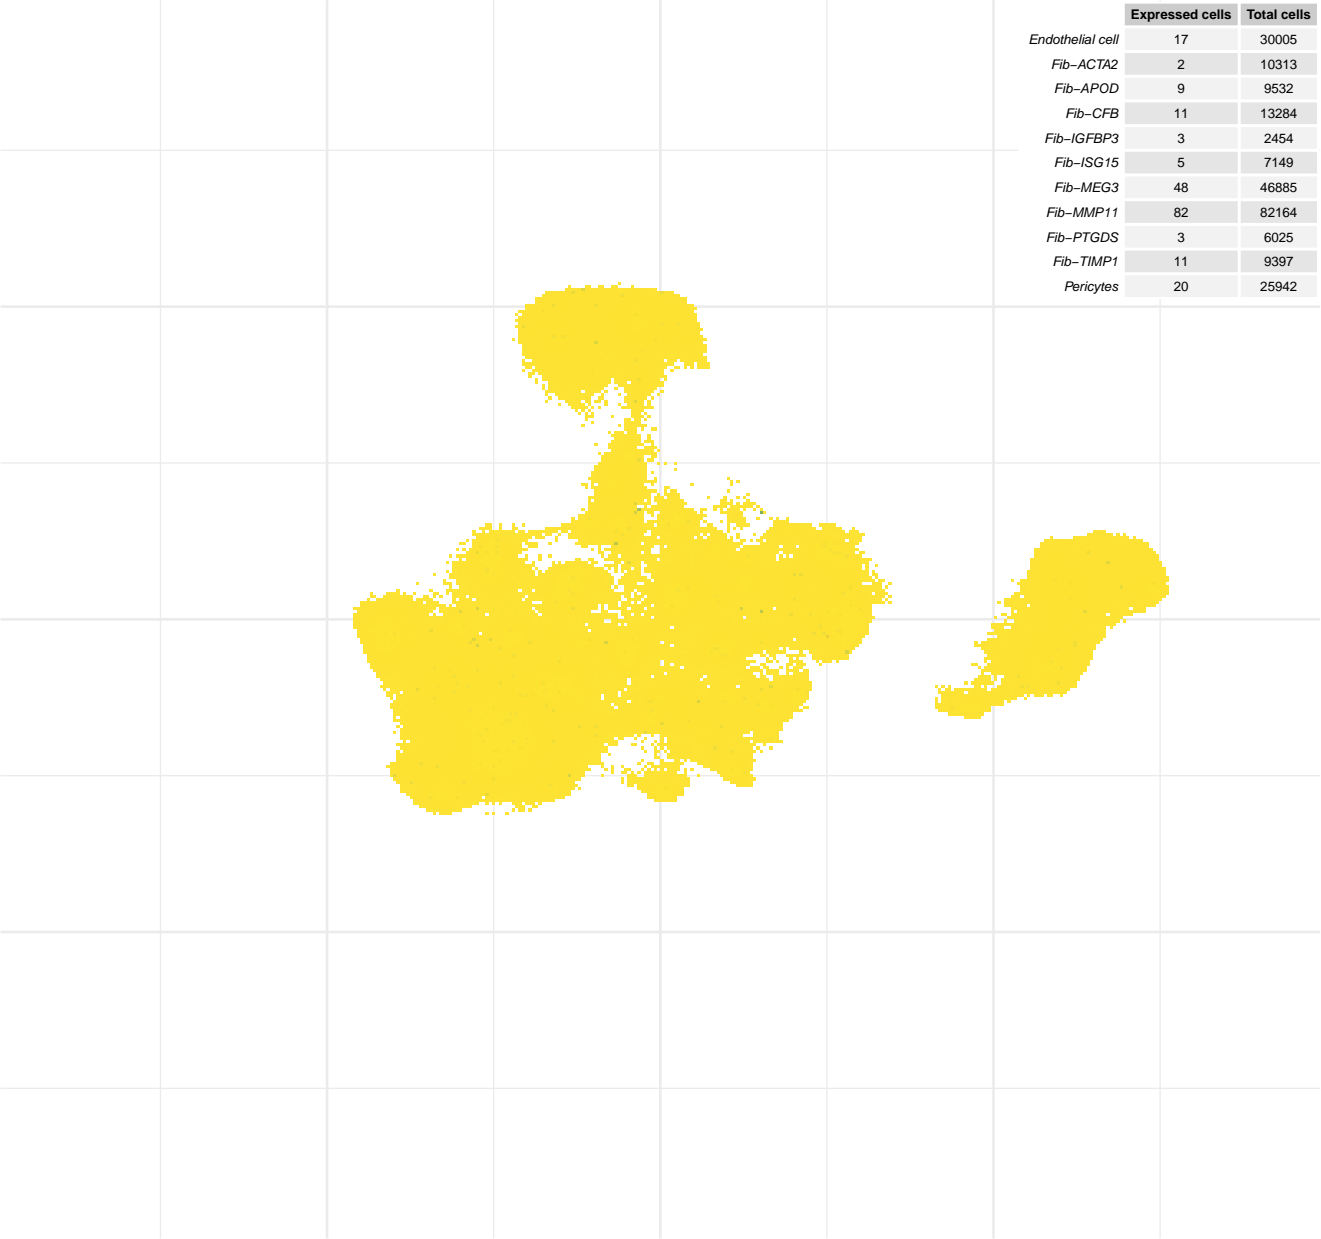 Expressed cells Total cells
Endothelial cell 17 30005
Fib−ACTA2 2 10313
Fib−APOD 9 9532
Fib−CFB 11 13284
Fib−IGFBP3 3 2454
Fib−ISG15 5 7149
Fib−MEG3 48 46885
Fib−MMP11 82 82164
Fib−PTGDS 3 6025
Fib−TIMP1 11 9397
Pericytes 20 25942